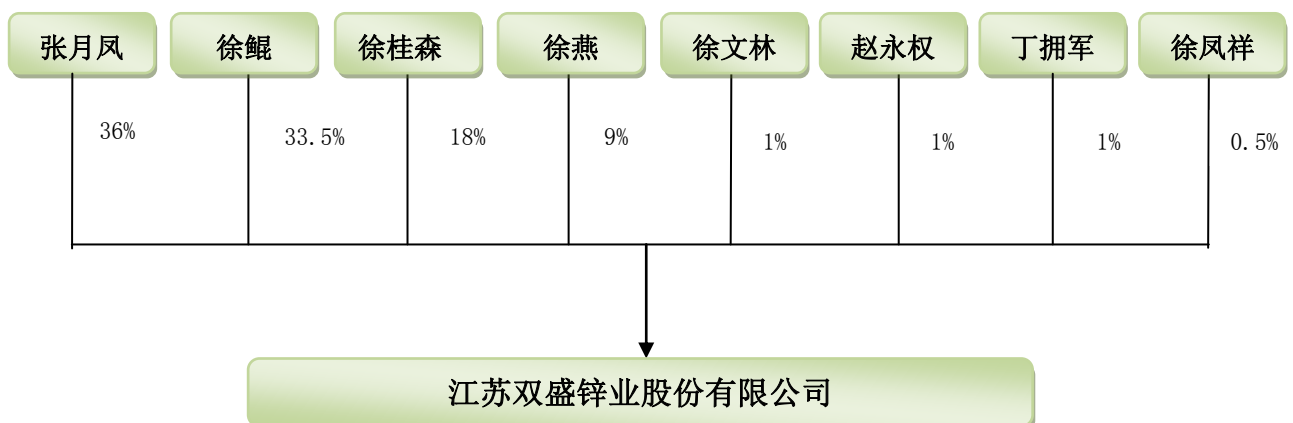 张月凤 徐鲲 徐桂森 徐燕 徐文林 赵永权 丁拥军 徐凤祥
36% 33.5% 18% 9% 1% 1% 1% 0.5%
江苏双盛锌业股份有限公司